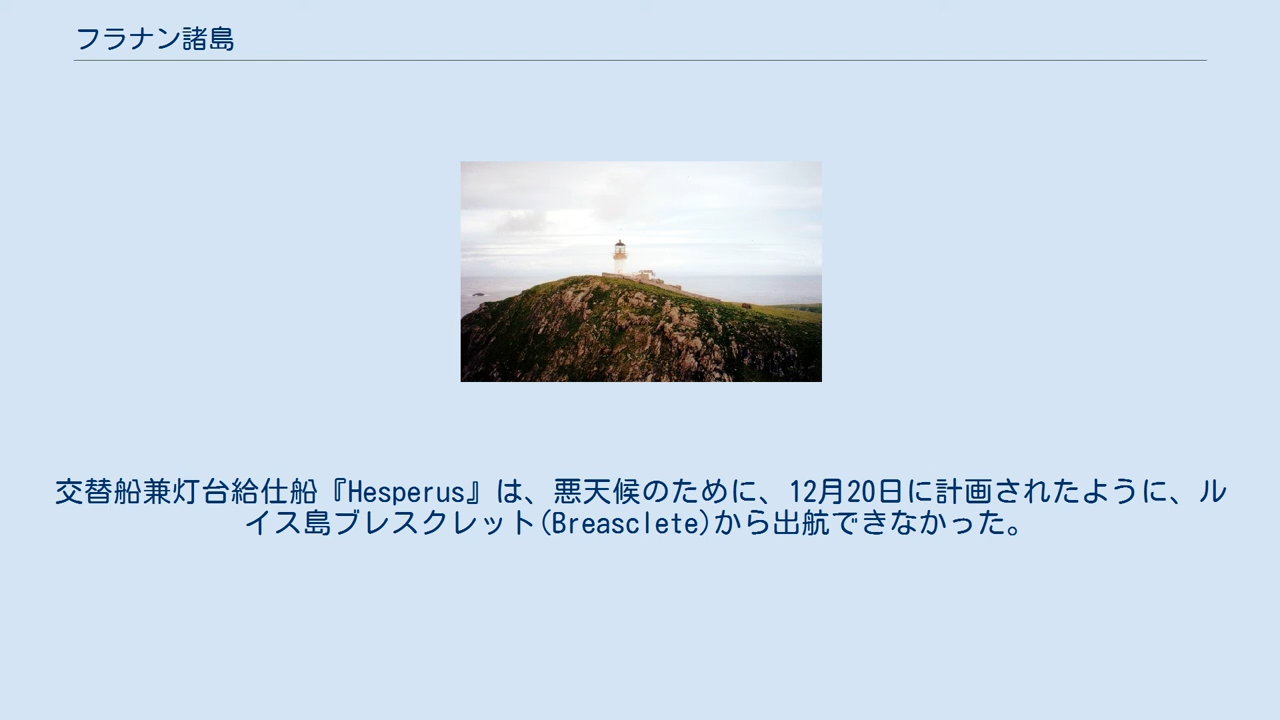 フラナン諸島
交替船兼灯台給仕船『Hesperus』は、悪天候のために、12月20日に計画されたように、ル
イス島ブレスクレット(Breasclete)から出航できなかった。